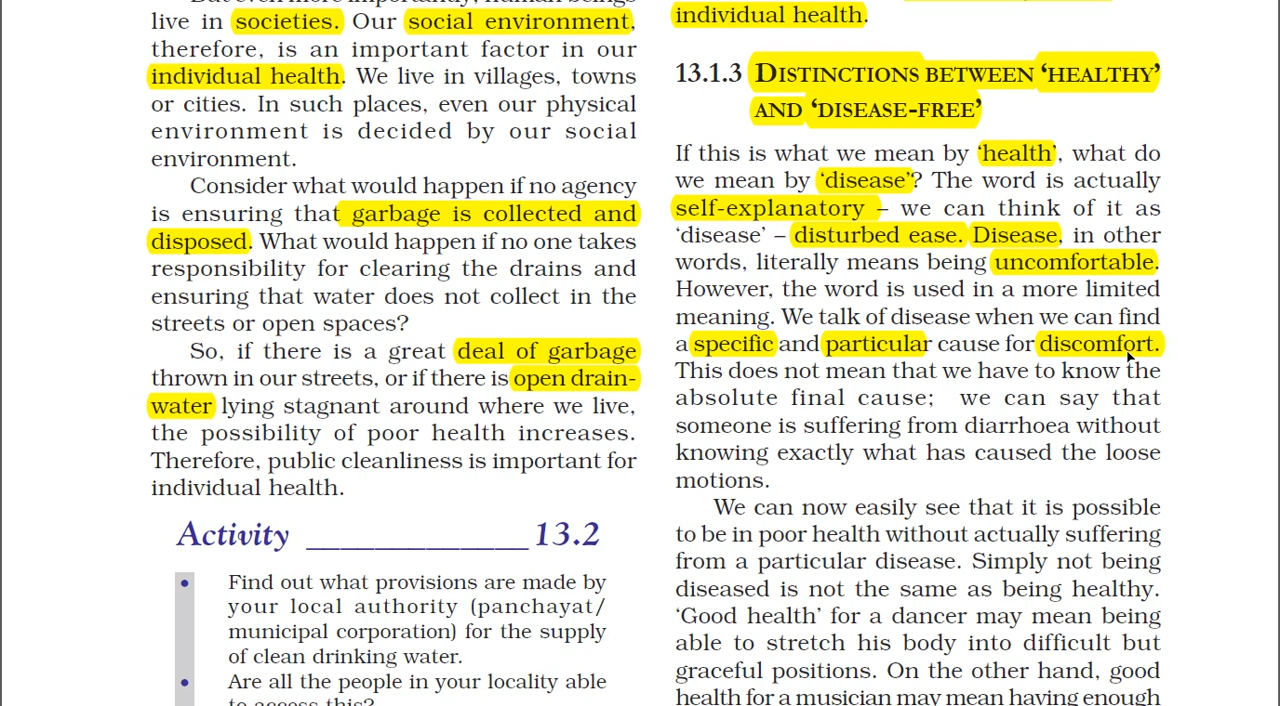 live in societies. Our social environment,
therefore, is an important factor in our
individual health. We live in villages, towns
or cities. In such places, even our physical
environment is decided by our social
environment.
Consider what would happen if no agency
is ensuring that garbage is collected and
disposed. What would happen if no one takes
responsibility for clearing the drains and
ensuring that water does not collect in the
streets or open spaces?
So, if there is a great deal of garbage
thrown in our streets, or if there is open drain-
water lying stagnant around where we live,
the possibility of poor health increases.
Therefore, public cleanliness is important for
individual health.
Activity ______________ 13.2
• Find out what provisions are made by
your local authority (panchayat/
municipal corporation) for the supply
of clean drinking water.
• Are all the people in your locality able
to access this?
individual health.
13.1.3 DISTINCTIONS BETWEEN ‘HEALTHY’
AND ‘DISEASE-FREE’
If this is what we mean by ‘health’, what do
we mean by ‘disease’? The word is actually
self-explanatory – we can think of it as
‘disease’ – disturbed ease. Disease, in other
words, literally means being uncomfortable.
However, the word is used in a more limited
meaning. We talk of disease when we can find
a specific and particular cause for discomfort.
This does not mean that we have to know the
absolute final cause; we can say that
someone is suffering from diarrhoea without
knowing exactly what has caused the loose
motions.
We can now easily see that it is possible
to be in poor health without actually suffering
from a particular disease. Simply not being
diseased is not the same as being healthy.
‘Good health’ for a dancer may mean being
able to stretch his body into difficult but
graceful positions. On the other hand, good
health for a musician may mean having enough